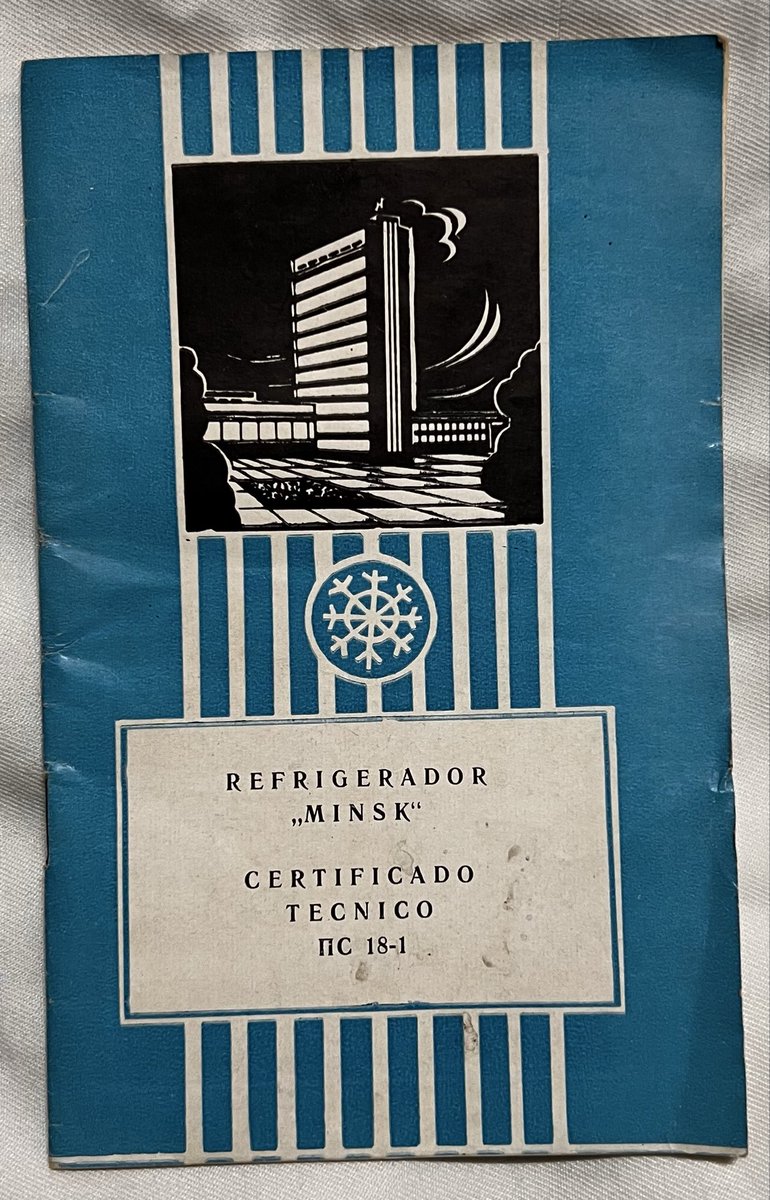 REFRIGERADOR
„MINSK“
CERTIFICADO
TECNICO
ПС 18-1